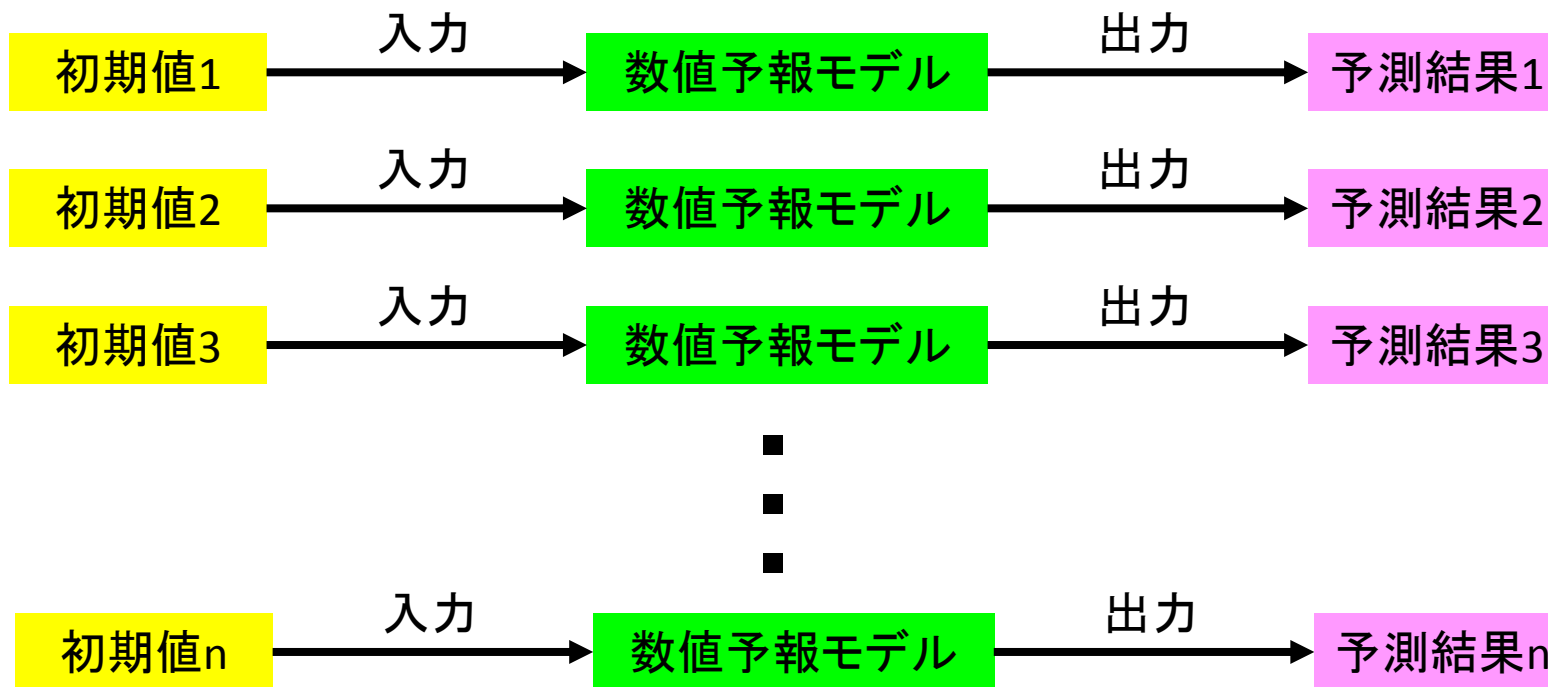 入力 出力
初期値1 数値予報モデル 予測結果1
入力 出力
初期値2 数値予報モデル 予測結果2
入力 出力
初期値3 数値予報モデル 予測結果3
入力 出力
初期値n 数値予報モデル 予測結果n